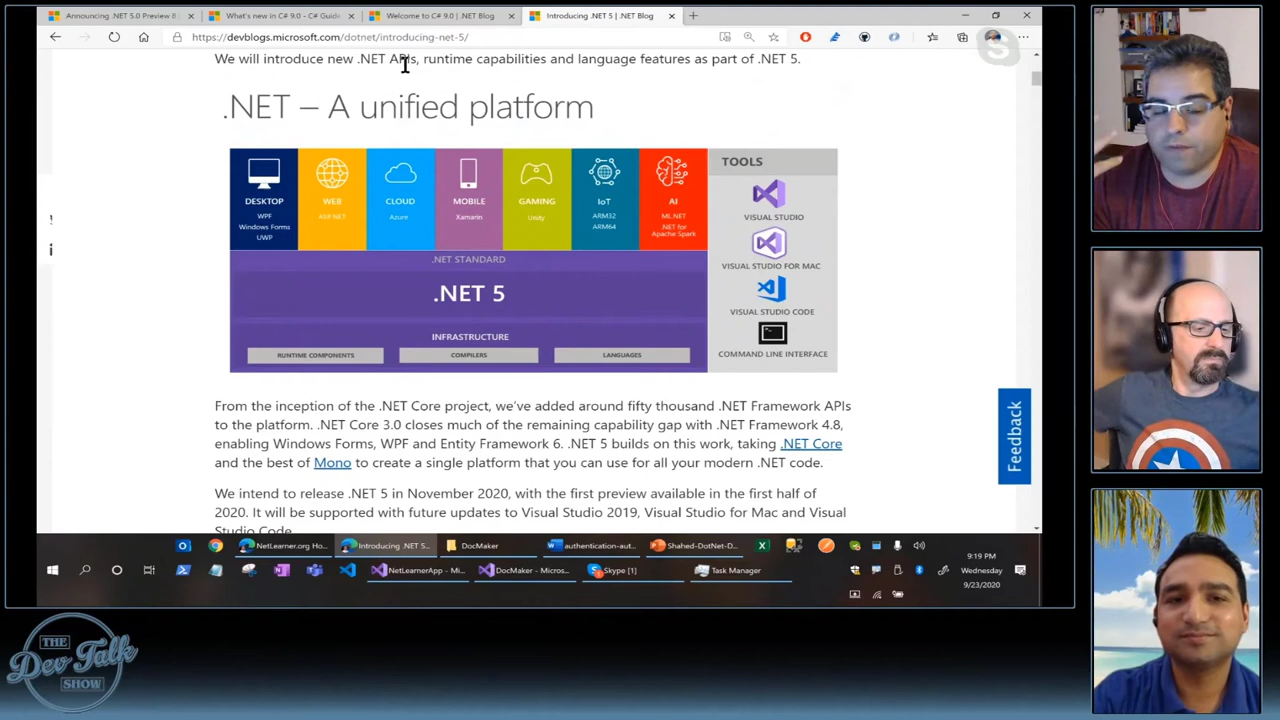 Announcing .NET 5.0 Preview 8 |
What's new in C# 9.0 - C# Guide
Welcome to C# 9.0 | .NET Blog
Introducing .NET 5 | .NET Blog
https://devblogs.microsoft.com/dotnet/introducing-net-5/
We will introduce new .NET APIs, runtime capabilities and language features as part of .NET 5.
.NET – A unified platform
DESKTOP
WPF
Windows Forms
UWP
WEB
ASP.NET
CLOUD
Azure
MOBILE
Xamarin
GAMING
Unity
IoT
ARM32
ARM64
AI
ML.NET
.NET for
Apache Spark
TOOLS
VISUAL STUDIO
VISUAL STUDIO FOR MAC
VISUAL STUDIO CODE
COMMAND LINE INTERFACE
.NET STANDARD
.NET 5
INFRASTRUCTURE
RUNTIME COMPONENTS
COMPILERS
LANGUAGES
From the inception of the .NET Core project, we've added around fifty thousand .NET Framework APIs
to the platform. .NET Core 3.0 closes much of the remaining capability gap with .NET Framework 4.8,
enabling Windows Forms, WPF and Entity Framework 6. .NET 5 builds on this work, taking .NET Core
and the best of Mono to create a single platform that you can use for all your modern .NET code.
We intend to release .NET 5 in November 2020, with the first preview available in the first half of
2020. It will be supported with future updates to Visual Studio 2019, Visual Studio for Mac and Visual
Studio Code.
Feedback
NetLearner.org Ho...
Introducing .NET 5...
DocMaker
authentication-aut...
Shahed-DotNet-D...
NetLearnerApp - Mi...
DocMaker - Micros...
Skype [1]
Task Manager
9:19 PM
Wednesday
9/23/2020
THE
Dev Talk
SHOW